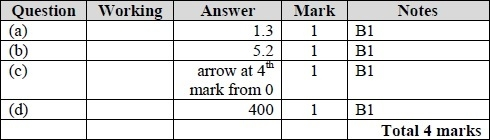 Question Working Answer Mark Notes
(a) 1.3 1 B1
(b) 5.2 1 B1
(c) arrow at 4th 1 B1
mark from 0
(d) 400 1 B1
Total 4 marks